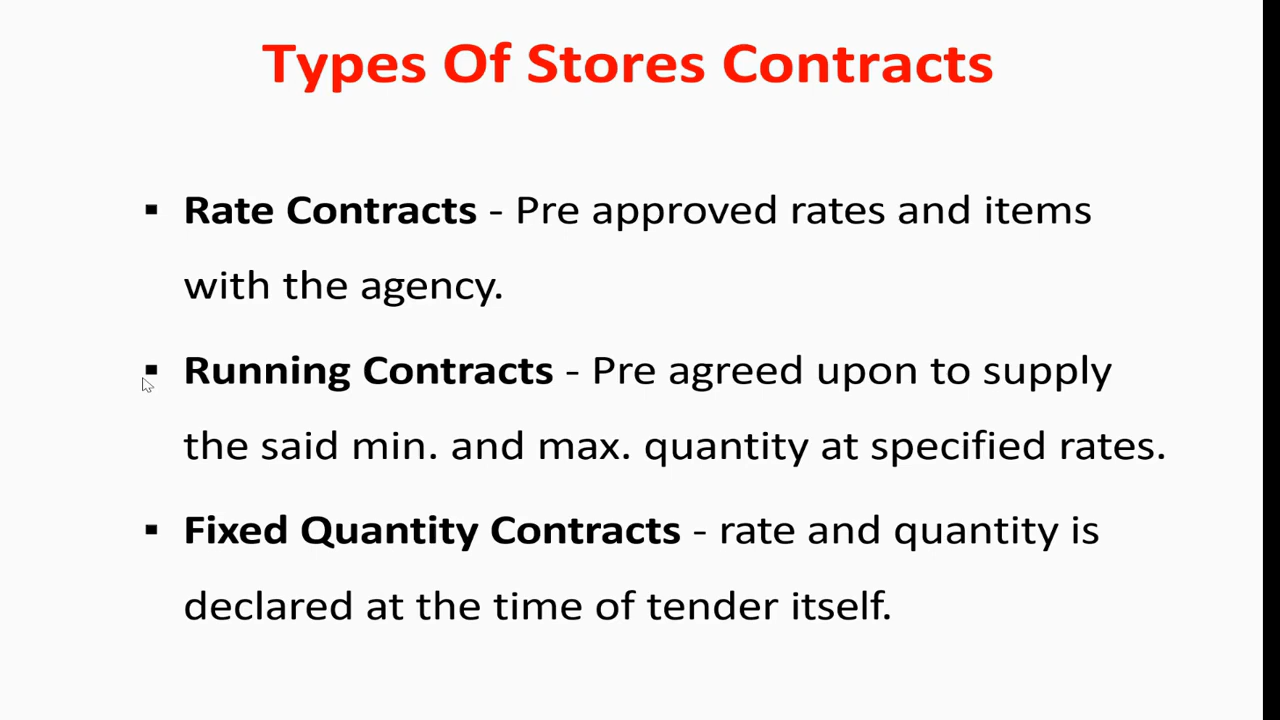 Types Of Stores Contracts
▪ Rate Contracts - Pre approved rates and items
with the agency.
▪ Running Contracts - Pre agreed upon to supply
the said min. and max. quantity at specified rates.
▪ Fixed Quantity Contracts - rate and quantity is
declared at the time of tender itself.